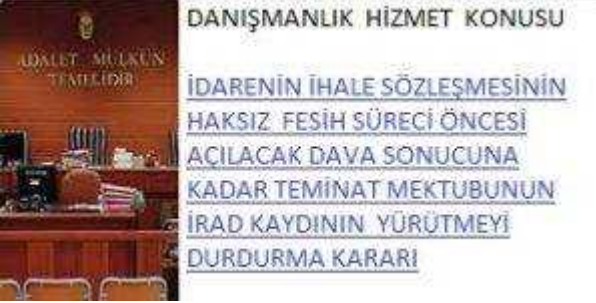 DANIŞMANLIK HİZMET KONUSU
ADALET MÜLKÜN
TEMELİDİR
İDARENİN İHALE SÖZLEŞMESİNİN
HAKSIZ FESİH SÜRECİ ÖNCESİ
AÇILACAK DAVA SONUCUNA
KADAR TEMİNAT MEKTUBUNUN
İRAD KAYDININ YÜRÜTMEYİ
DURDURMA KARARI